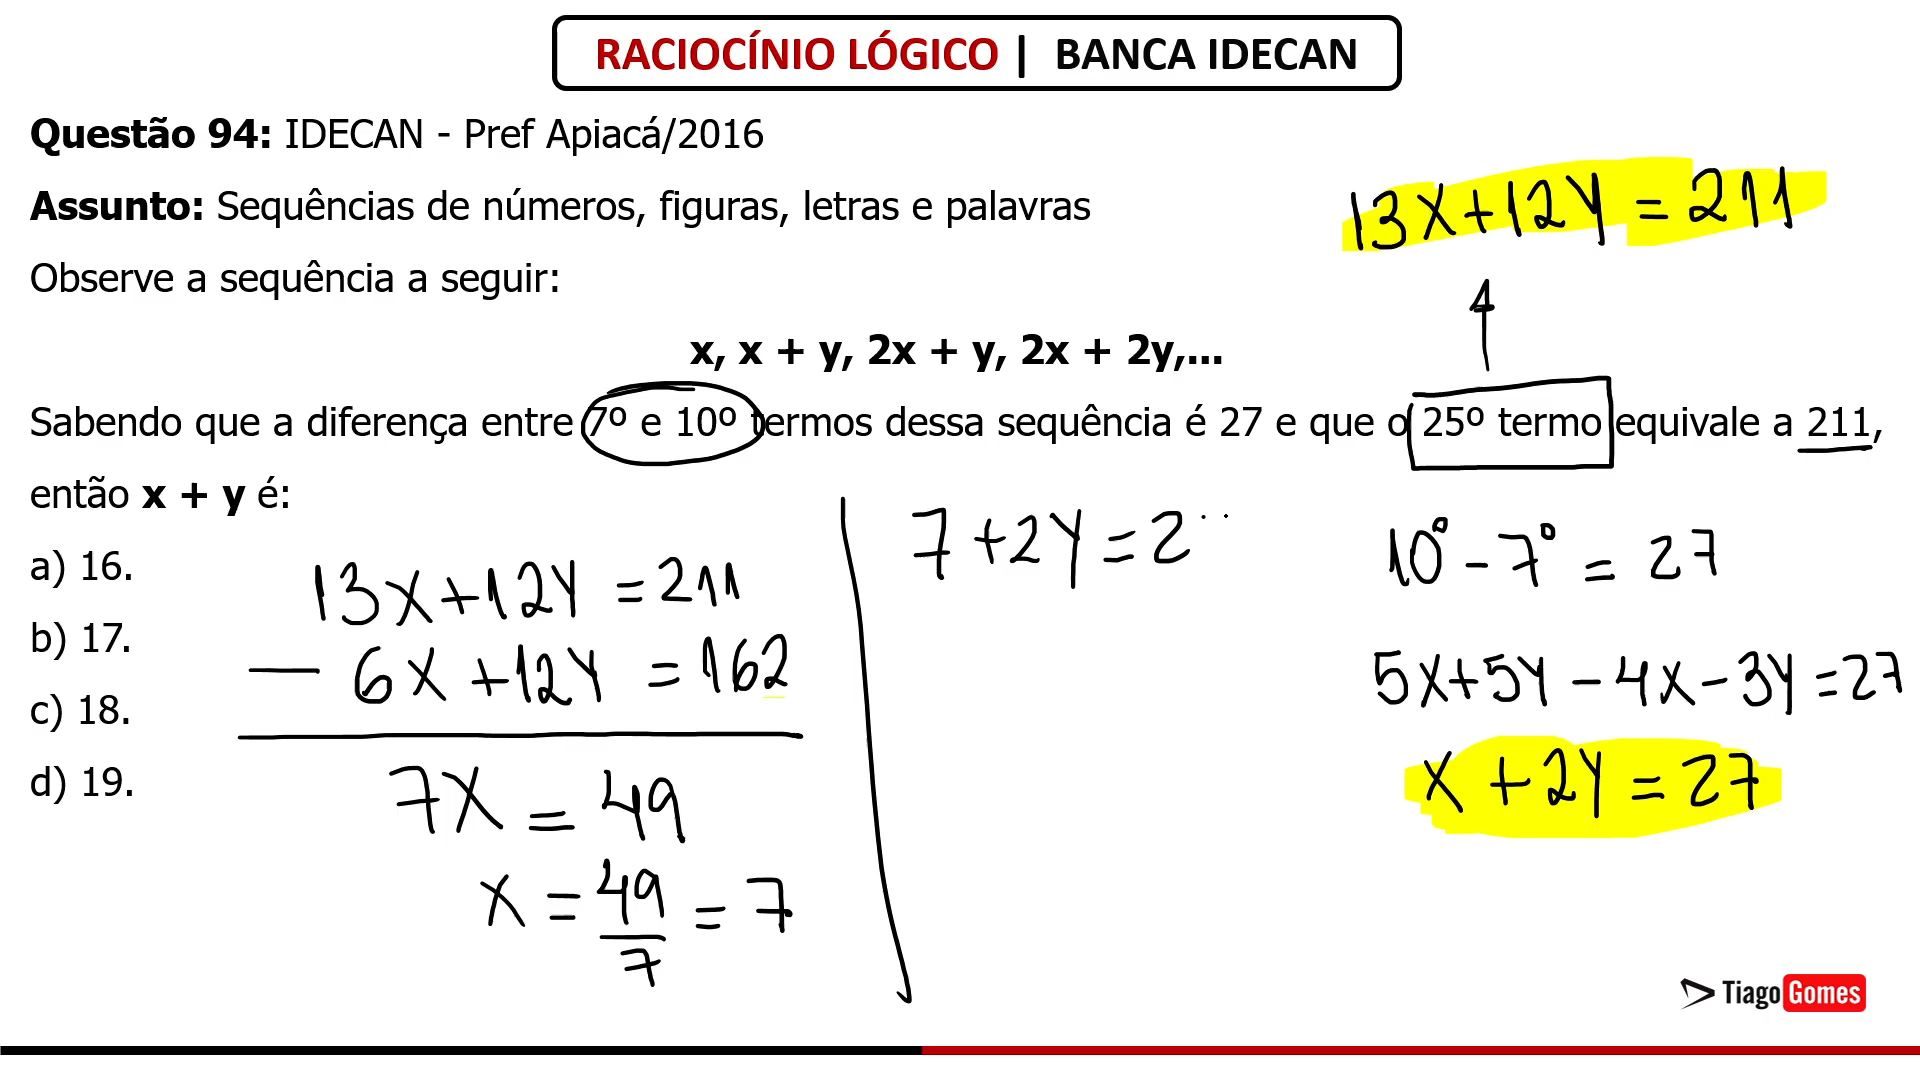 RACIOCÍNIO LÓGICO | BANCA IDECAN
Questão 94: IDECAN - Pref Apiacá/2016
Assunto: Sequências de números, figuras, letras e palavras
Observe a sequência a seguir:
x, x + y, 2x + y, 2x + 2y,...
Sabendo que a diferença entre 7º e 10º termos dessa sequência é 27 e que o 25º termo equivale a 211,
então x + y é:
a) 16.
b) 17.
c) 18.
d) 19.
13x+12y = 211
13x+12y = 211
— 6x +12y = 162
7x = 49
x = 49/7 = 7
7 +2y = 2
10° - 7° = 27
5x+5y - 4x - 3y = 27
x + 2y = 27
Tiago Gomes